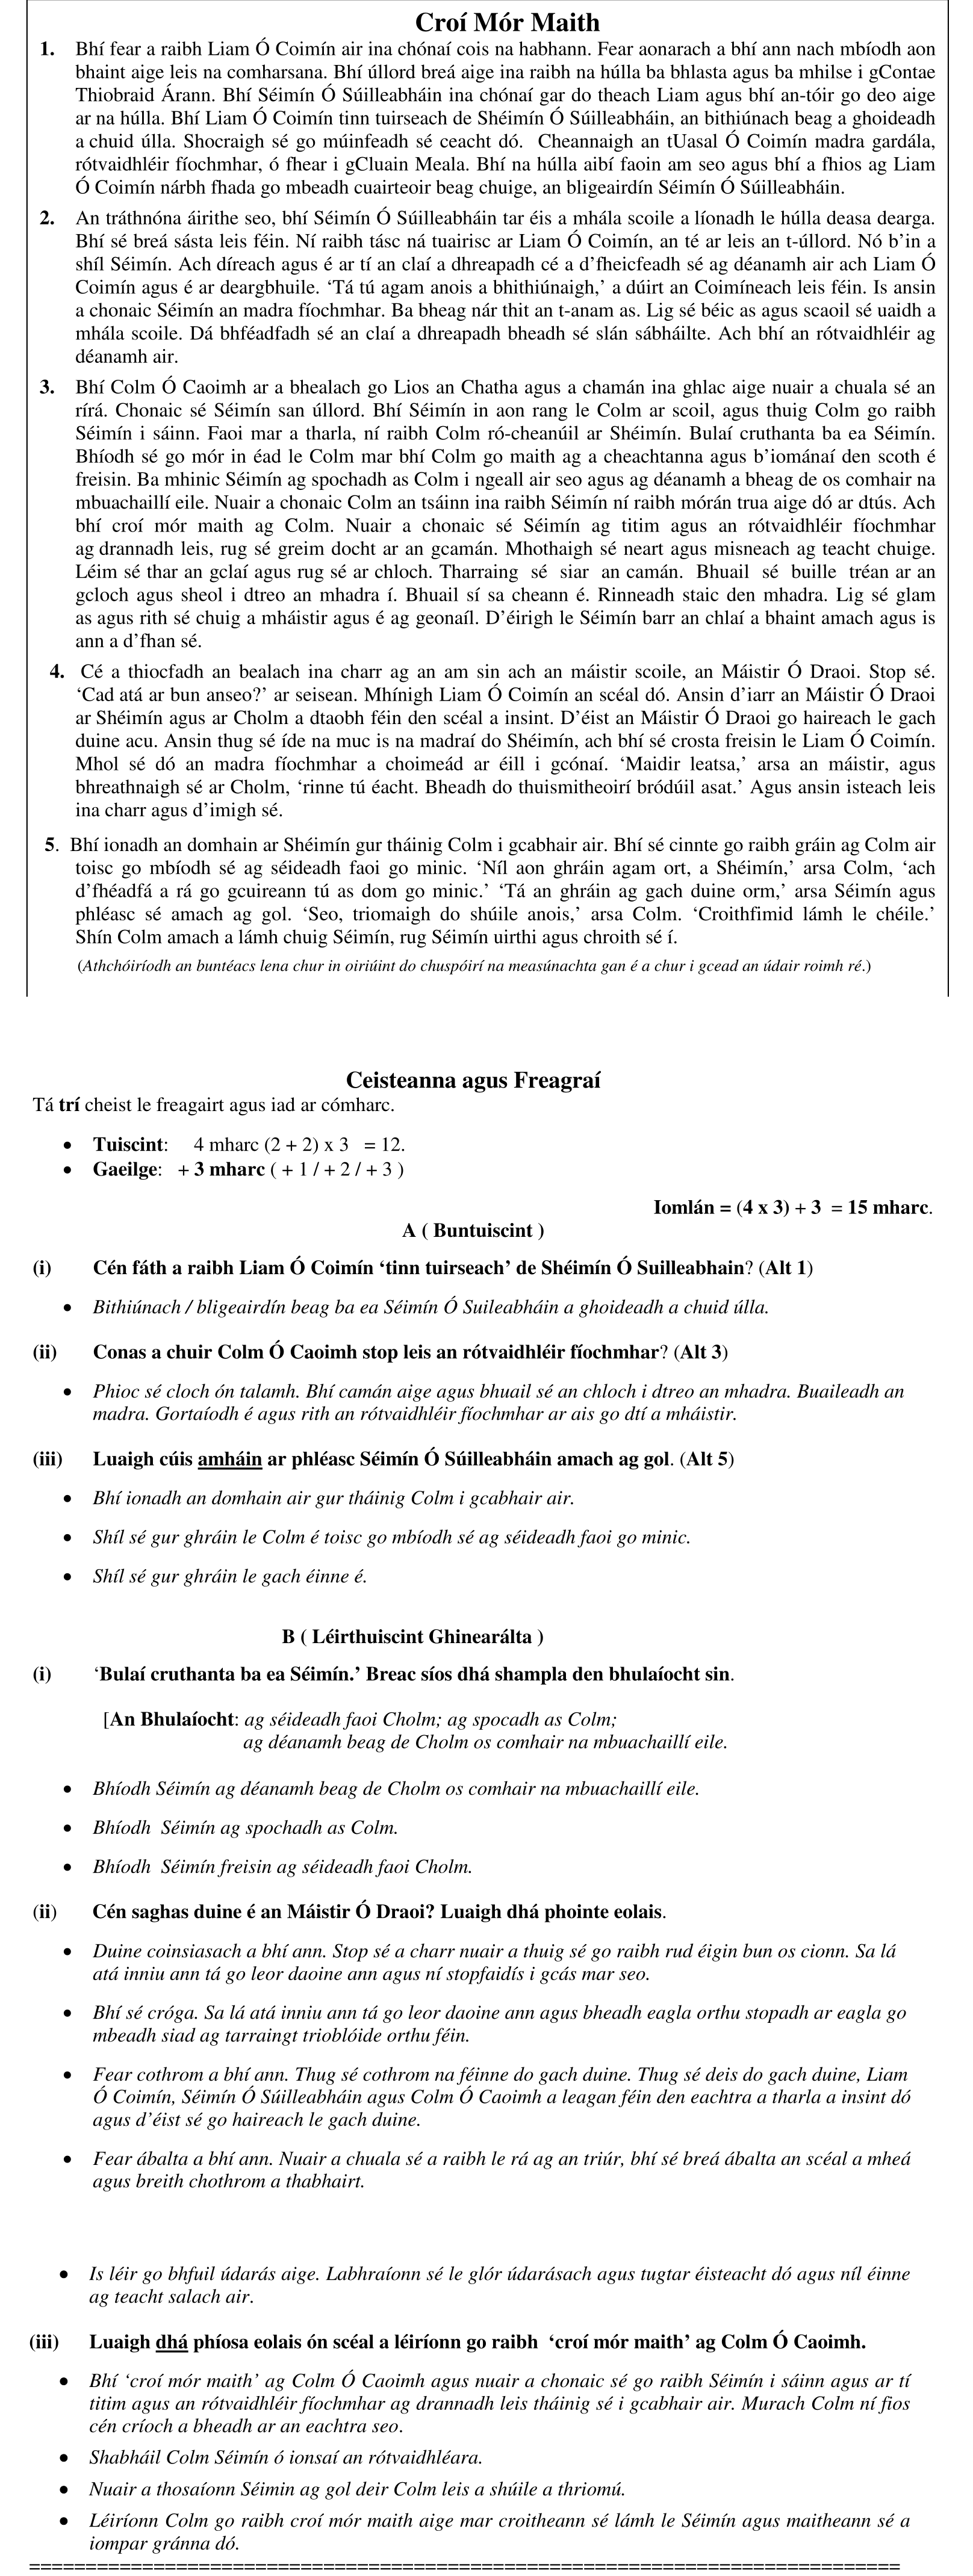 Croí Mór Maith
1. Bhí fear a raibh Liam Ó Coimín air ina chónaí cois na habhann. Fear aonarach a bhí ann nach mbíodh aon
bhaint aige leis na comharsana. Bhí úllord breá aige ina raibh na húlla ba bhlasta agus ba mhilse i gContae
Thiobraid Árann. Bhí Séimín Ó Súilleabháin ina chónaí gar do theach Liam agus bhí an-tóir go deo aige
ar na húlla. Bhí Liam Ó Coimín tinn tuirseach de Shéimín Ó Súilleabháin, an bithiúnach beag a ghoideadh
a chuid úlla. Shocraigh sé go múinfeadh sé ceacht dó. Cheannaigh an tUasal Ó Coimín madra gardála,
rótvaidhléir fíochmhar, ó fhear i gCluain Meala. Bhí na húlla aibí faoin am seo agus bhí a fhios ag Liam
Ó Coimín nárbh fhada go mbeadh cuairteoir beag chuige, an bligeairdín Séimín Ó Súilleabháin.
2. An tráthnóna áirithe seo, bhí Séimín Ó Súilleabháin tar éis a mhála scoile a líonadh le húlla deasa dearga.
Bhí sé breá sásta leis féin. Ní raibh tásc ná tuairisc ar Liam Ó Coimín, an té ar leis an t-úllord. Nó b’in a
shíl Séimín. Ach díreach agus é ar tí an claí a dhreapadh cé a d’fheicfeadh sé ag déanamh air ach Liam Ó
Coimín agus é ar deargbhuile. ‘Tá tú agam anois a bhithiúnaigh,’ a dúirt an Coimíneach leis féin. Is ansin
a chonaic Séimín an madra fíochmhar. Ba bheag nár thit an t-anam as. Lig sé béic as agus scaoil sé uaidh a
mhála scoile. Dá bhféadfadh sé an claí a dhreapadh bheadh sé slán sábháilte. Ach bhí an rótvaidhléir ag
déanamh air.
3. Bhí Colm Ó Caoimh ar a bhealach go Lios an Chatha agus a chamán ina ghlac aige nuair a chuala sé an
rírá. Chonaic sé Séimín san úllord. Bhí Séimín in aon rang le Colm ar scoil, agus thuig Colm go raibh
Séimín i sáinn. Faoi mar a tharla, ní raibh Colm ró-cheanúil ar Shéimín. Bulaí cruthanta ba ea Séimín.
Bhíodh sé go mór in éad le Colm mar bhí Colm go maith ag a cheachtanna agus b’iománaí den scoth é
freisin. Ba mhinic Séimín ag spochadh as Colm i ngeall air seo agus ag déanamh a bheag de os comhair na
mbuachaillí eile. Nuair a chonaic Colm an tsáinn ina raibh Séimín ní raibh mórán trua aige dó ar dtús. Ach
bhí croí mór maith ag Colm. Nuair a chonaic sé Séimín ag titim agus an rótvaidhléir fíochmhar
ag drannadh leis, rug sé greim docht ar an gcamán. Mhothaigh sé neart agus misneach ag teacht chuige.
Léim sé thar an gclaí agus rug sé ar chloch. Tharraing sé siar an camán. Bhuail sé buille tréan ar an
gcloch agus sheol i dtreo an mhadra í. Bhuail sí sa cheann é. Rinneadh staic den mhadra. Lig sé glam
as agus rith sé chuig a mháistir agus é ag geonaíl. D’éirigh le Séimín barr an chlaí a bhaint amach agus is
ann a d’fhan sé.
4. Cé a thiocfadh an bealach ina charr ag an am sin ach an máistir scoile, an Máistir Ó Draoi. Stop sé.
‘Cad atá ar bun anseo?’ ar seisean. Mhínigh Liam Ó Coimín an scéal dó. Ansin d’iarr an Máistir Ó Draoi
ar Shéimín agus ar Cholm a dtaobh féin den scéal a insint. D’éist an Máistir Ó Draoi go haireach le gach
duine acu. Ansin thug sé íde na muc is na madraí do Shéimín, ach bhí sé crosta freisin le Liam Ó Coimín.
Mhol sé dó an madra fíochmhar a choimeád ar éill i gcónaí. ‘Maidir leatsa,’ arsa an máistir, agus
bhreathnaigh sé ar Cholm, ‘rinne tú éacht. Bheadh do thuismitheoirí bródúil asat.’ Agus ansin isteach leis
ina charr agus d’imigh sé.
5. Bhí ionadh an domhain ar Shéimín gur tháinig Colm i gcabhair air. Bhí sé cinnte go raibh gráin ag Colm air
toisc go mbíodh sé ag séideadh faoi go minic. ‘Níl aon ghráin agam ort, a Shéimín,’ arsa Colm, ‘ach
d’fhéadfá a rá go gcuireann tú as dom go minic.’ ‘Tá an ghráin ag gach duine orm,’ arsa Séimín agus
phléasc sé amach ag gol. ‘Seo, triomaigh do shúile anois,’ arsa Colm. ‘Croithfimid lámh le chéile.’
Shín Colm amach a lámh chuig Séimín, rug Séimín uirthi agus chroith sé í.
(Athchóiríodh an buntéacs lena chur in oiriúint do chuspóirí na measúnachta gan é a chur i gcead an údair roimh ré.)
Ceisteanna agus Freagraí
Tá trí cheist le freagairt agus iad ar cómharc.
• Tuiscint: 4 mharc (2 + 2) x 3 = 12.
• Gaeilge: + 3 mharc ( + 1 / + 2 / + 3 )
Iomlán = (4 x 3) + 3 = 15 mharc.
A ( Buntuiscint )
(i) Cén fáth a raibh Liam Ó Coimín ‘tinn tuirseach’ de Shéimín Ó Suilleabhain? (Alt 1)
• Bithiúnach / bligeairdín beag ba ea Séimín Ó Suileabháin a ghoideadh a chuid úlla.
(ii) Conas a chuir Colm Ó Caoimh stop leis an rótvaidhléir fíochmhar? (Alt 3)
• Phioc sé cloch ón talamh. Bhí camán aige agus bhuail sé an chloch i dtreo an mhadra. Buaileadh an
madra. Gortaíodh é agus rith an rótvaidhléir fíochmhar ar ais go dtí a mháistir.
(iii) Luaigh cúis amháin ar phléasc Séimín Ó Súilleabháin amach ag gol. (Alt 5)
• Bhí ionadh an domhain air gur tháinig Colm i gcabhair air.
• Shíl sé gur ghráin le Colm é toisc go mbíodh sé ag séideadh faoi go minic.
• Shíl sé gur ghráin le gach éinne é.
B ( Léirthuiscint Ghinearálta )
(i) ‘Bulaí cruthanta ba ea Séimín.’ Breac síos dhá shampla den bhulaíocht sin.
[An Bhulaíocht: ag séideadh faoi Cholm; ag spocadh as Colm;
ag déanamh beag de Cholm os comhair na mbuachaillí eile.
• Bhíodh Séimín ag déanamh beag de Cholm os comhair na mbuachaillí eile.
• Bhíodh Séimín ag spochadh as Colm.
• Bhíodh Séimín freisin ag séideadh faoi Cholm.
(ii) Cén saghas duine é an Máistir Ó Draoi? Luaigh dhá phointe eolais.
• Duine coinsiasach a bhí ann. Stop sé a charr nuair a thuig sé go raibh rud éigin bun os cionn. Sa lá
atá inniu ann tá go leor daoine ann agus ní stopfaidís i gcás mar seo.
• Bhí sé cróga. Sa lá atá inniu ann tá go leor daoine ann agus bheadh eagla orthu stopadh ar eagla go
mbeadh siad ag tarraingt trioblóide orthu féin.
• Fear cothrom a bhí ann. Thug sé cothrom na féinne do gach duine. Thug sé deis do gach duine, Liam
Ó Coimín, Séimín Ó Súilleabháin agus Colm Ó Caoimh a leagan féin den eachtra a tharla a insint dó
agus d’éist sé go haireach le gach duine.
• Fear ábalta a bhí ann. Nuair a chuala sé a raibh le rá ag an triúr, bhí sé breá ábalta an scéal a mheá
agus breith chothrom a thabhairt.
• Is léir go bhfuil údarás aige. Labhraíonn sé le glór údarásach agus tugtar éisteacht dó agus níl éinne
ag teacht salach air.
(iii) Luaigh dhá phíosa eolais ón scéal a léiríonn go raibh ‘croí mór maith’ ag Colm Ó Caoimh.
• Bhí ‘croí mór maith’ ag Colm Ó Caoimh agus nuair a chonaic sé go raibh Séimín i sáinn agus ar tí
titim agus an rótvaidhléir fíochmhar ag drannadh leis tháinig sé i gcabhair air. Murach Colm ní fios
cén críoch a bheadh ar an eachtra seo.
• Shabháil Colm Séimín ó ionsaí an rótvaidhléara.
• Nuair a thosaíonn Séimin ag gol deir Colm leis a shúile a thriomú.
• Léiríonn Colm go raibh croí mór maith aige mar croitheann sé lámh le Séimín agus maitheann sé a
iompar gránna dó.